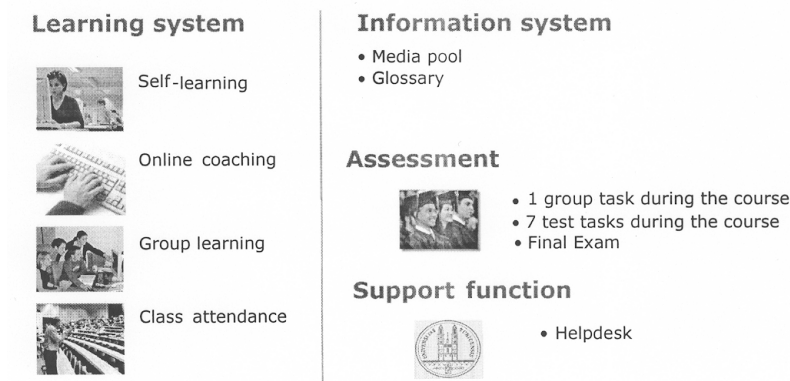 Learning system
Self-learning
Online coaching
Group learning
Class attendance
Information system
• Media pool
• Glossary
Assessment
• 1 group task during the course
• 7 test tasks during the course
• Final Exam
Support function
• Helpdesk